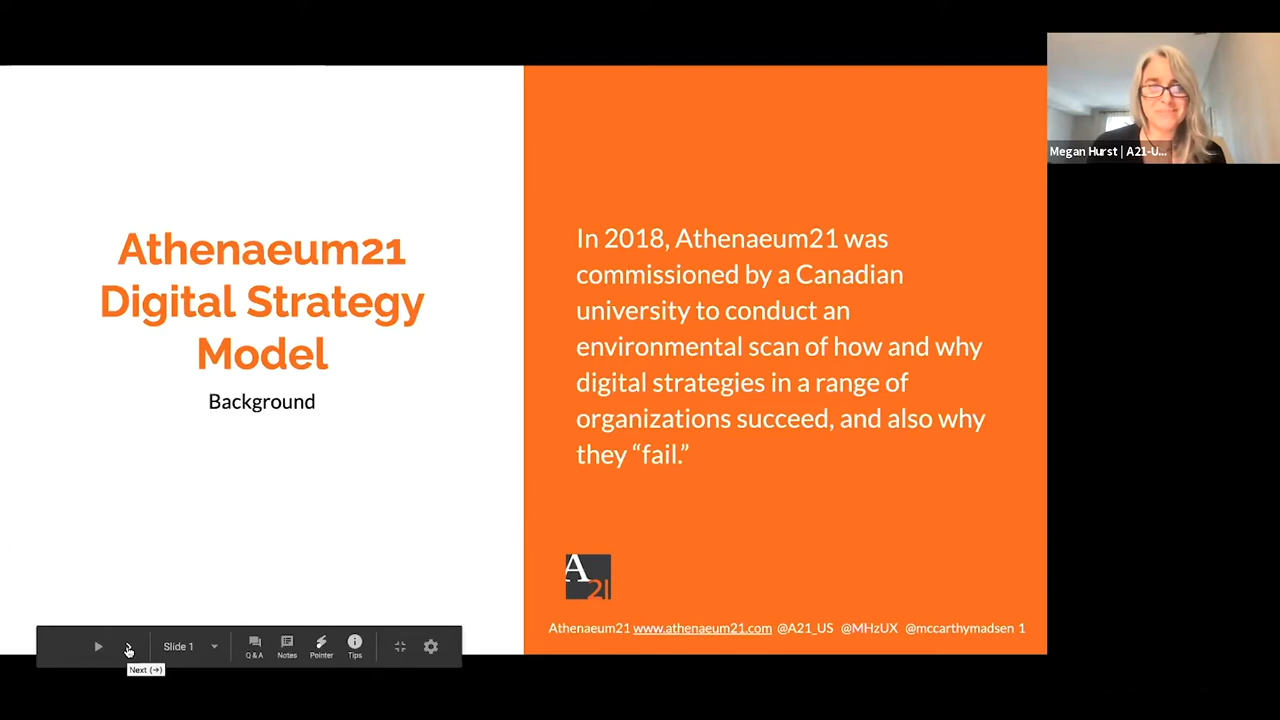 Athenaeum21
Digital Strategy
Model
Background
In 2018, Athenaeum21 was
commissioned by a Canadian
university to conduct an
environmental scan of how and why
digital strategies in a range of
organizations succeed, and also why
they “fail.”
A
21
Athenaeum21 www.athenaeum21.com @A21_US @MHzUX @mccarthymadsen 1
Megan Hurst | A21-U...
Slide 1
Q & A
Notes
Pointer
Tips
Next (→)